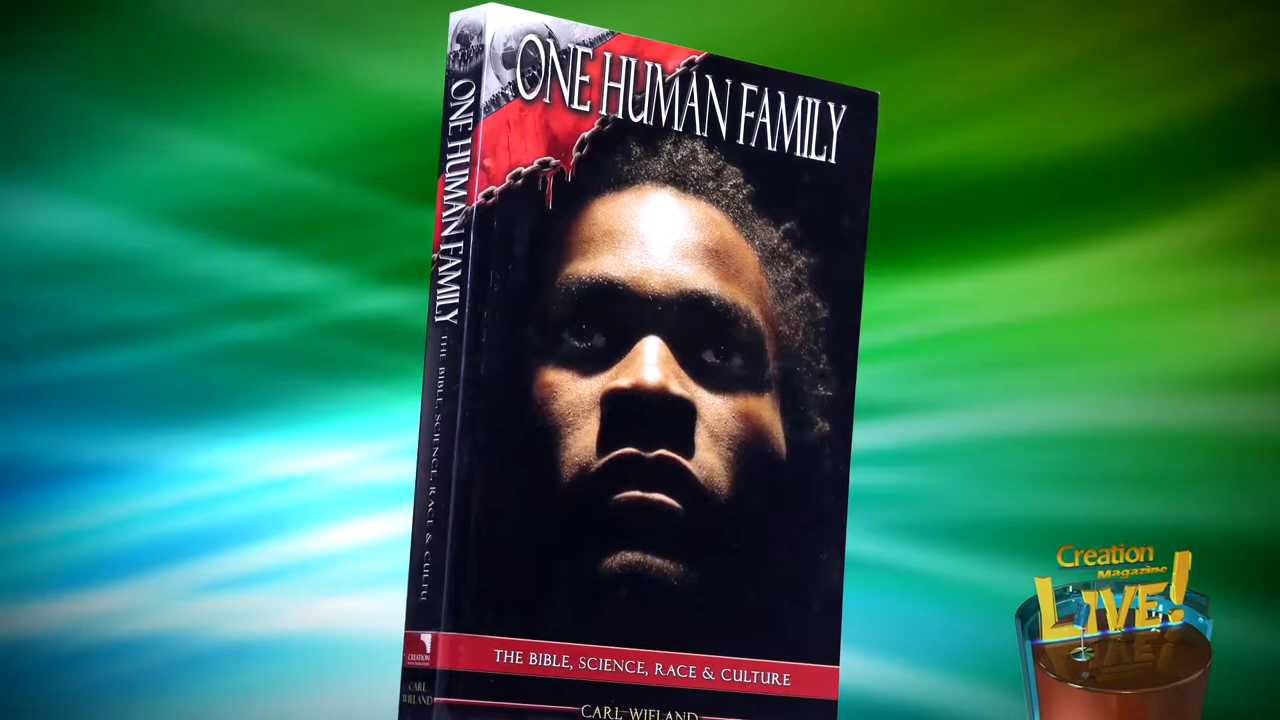 ONE HUMAN FAMILY
ONE HUMAN FAMILY
THE BIBLE, SCIENCE, RACE & CULTU
THE BIBLE, SCIENCE, RACE & CULTURE
CREATION
CARL
WIELAND
CARL WIELAND
Creation
Magazine
LIVE!